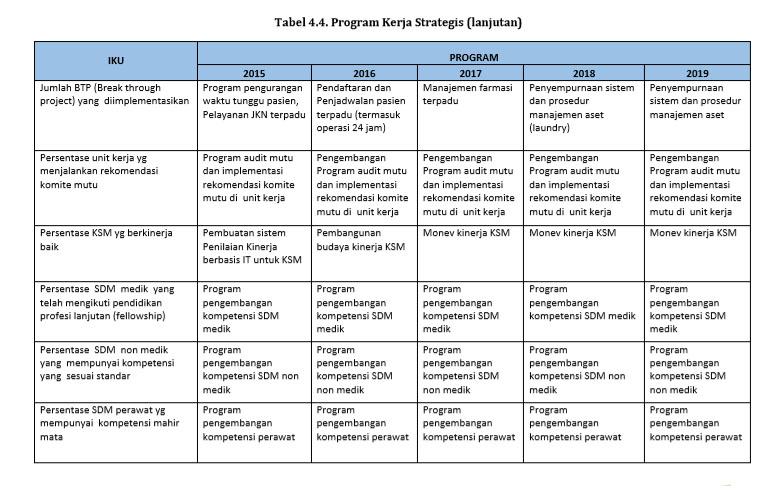 Tabel 4.4. Program Kerja Strategis (lanjutan)
IKU
PROGRAM
2015
2016
2017
2018
2019
Jumlah BTP (Break through
project) yang diimplementasikan
Program pengurangan
waktu tunggu pasien,
Pelayanan JKN terpadu
Pendaftaran dan
Penjadwalan pasien
terpadu (termasuk
operasi 24 jam)
Manajemen farmasi
terpadu
Penyempurnaan sistem
dan prosedur
manajemen aset
(laundry)
Penyempurnaan
sistem dan prosedur
manajemen aset
Persentase unit kerja yg
menjalankan rekomendasi
komite mutu
Program audit mutu
dan implementasi
rekomendasi komite
mutu di unit kerja
Pengembangan
Program audit mutu
dan implementasi
rekomendasi komite
mutu di unit kerja
Pengembangan
Program audit mutu
dan implementasi
rekomendasi komite
mutu di unit kerja
Pengembangan
Program audit mutu
dan implementasi
rekomendasi komite
mutu di unit kerja
Pengembangan
Program audit mutu
dan implementasi
rekomendasi komite
mutu di unit kerja
Persentase KSM yg berkinerja
baik
Pembuatan sistem
Penilaian Kinerja
berbasis IT untuk KSM
Pembangunan
budaya kinerja KSM
Monev kinerja KSM
Monev kinerja KSM
Monev kinerja KSM
Persentase SDM medik yang
telah mengikuti pendidikan
profesi lanjutan (fellowship)
Program
pengembangan
kompetensi SDM
medik
Program
pengembangan
kompetensi SDM
medik
Program
pengembangan
kompetensi SDM
medik
Program
pengembangan
kompetensi SDM medik
Program
pengembangan
kompetensi SDM
medik
Persentase SDM non medik
yang mempunyai kompetensi
yang sesuai standar
Program
pengembangan
kompetensi SDM non
medik
Program
pengembangan
kompetensi SDM
non medik
Program
pengembangan
kompetensi SDM
non medik
Program
pengembangan
kompetensi SDM non
medik
Program
pengembangan
kompetensi SDM
non medik
Persentase SDM perawat yg
mempunyai kompetensi mahir
mata
Program
pengembangan
kompetensi perawat
Program
pengembangan
kompetensi perawat
Program
pengembangan
kompetensi perawat
Program
pengembangan
kompetensi perawat
Program
pengembangan
kompetensi perawat